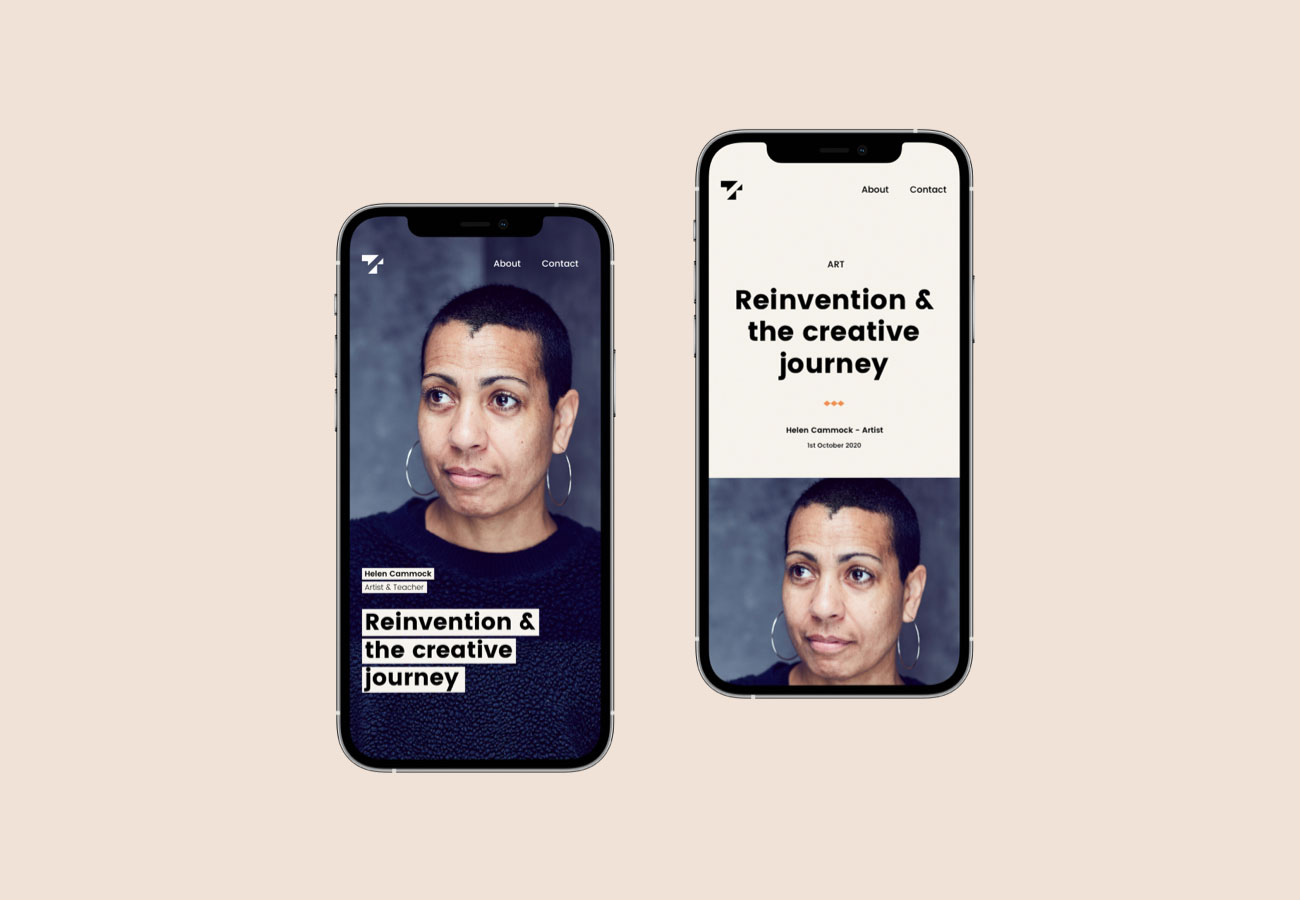 About Contact
Helen Cammock
Artist & Teacher
Reinvention &
the creative
journey
About Contact
ART
Reinvention &
the creative
journey
Helen Cammock - Artist
1st October 2020